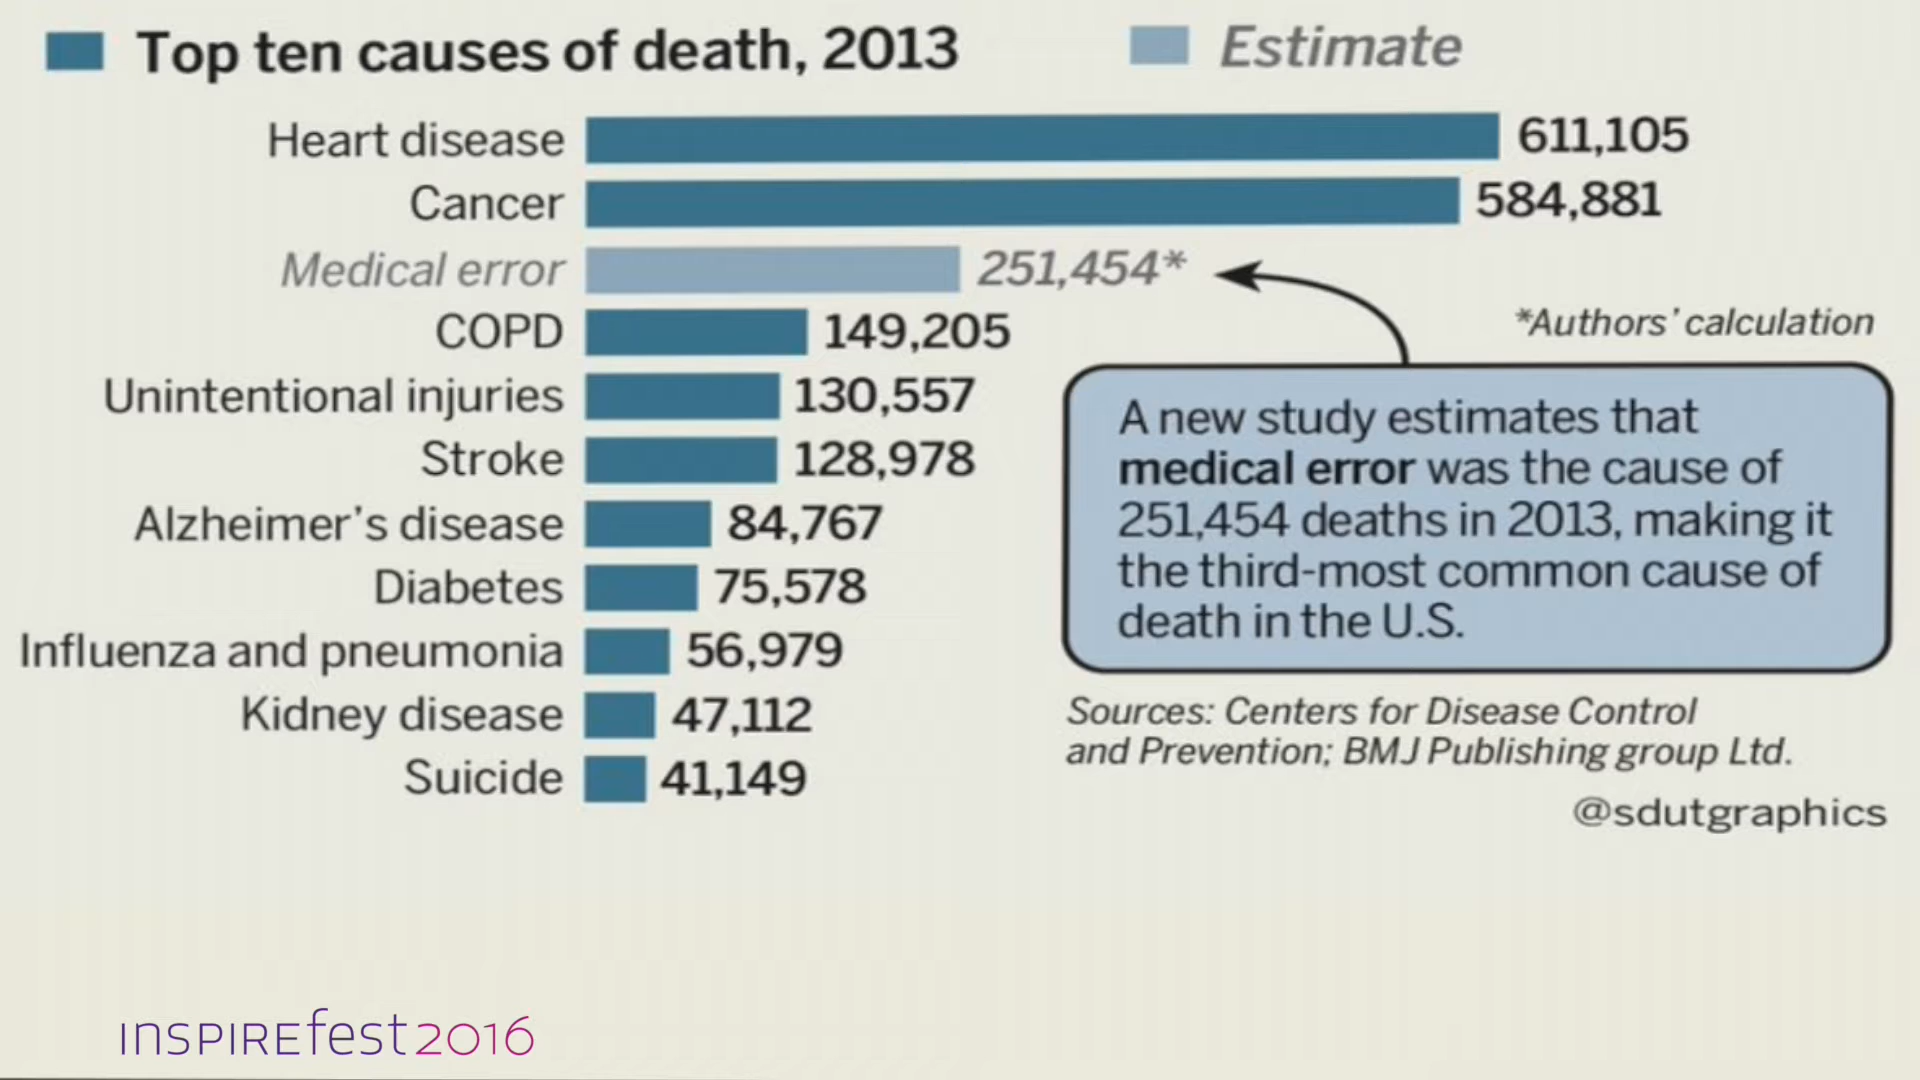 Top ten causes of death, 2013
Estimate
Heart disease 611,105
Cancer 584,881
Medical error 251,454*
COPD 149,205
Unintentional injuries 130,557
Stroke 128,978
Alzheimer's disease 84,767
Diabetes 75,578
Influenza and pneumonia 56,979
Kidney disease 47,112
Suicide 41,149
*Authors' calculation
A new study estimates that
medical error was the cause of
251,454 deaths in 2013, making it
the third-most common cause of
death in the U.S.
Sources: Centers for Disease Control
and Prevention; BMJ Publishing group Ltd.
@sdutgraphics
INSPIREfest2016